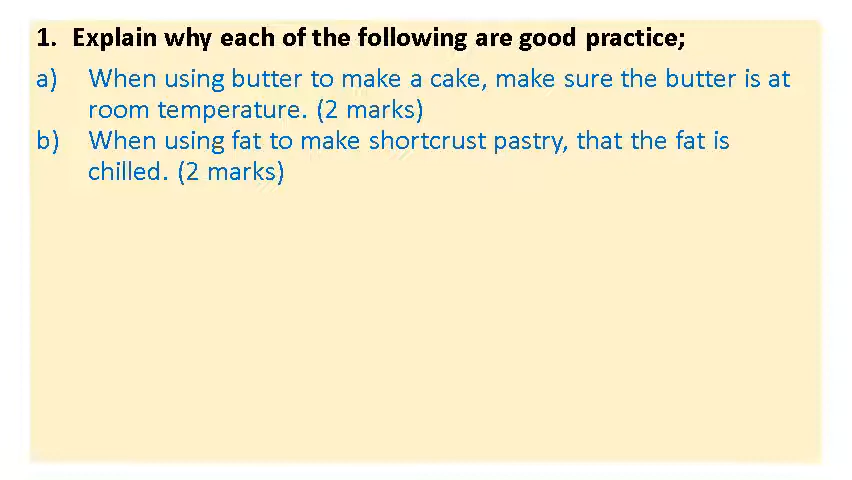 1. Explain why each of the following are good practice;
a) When using butter to make a cake, make sure the butter is at
room temperature. (2 marks)
b) When using fat to make shortcrust pastry, that the fat is
chilled. (2 marks)